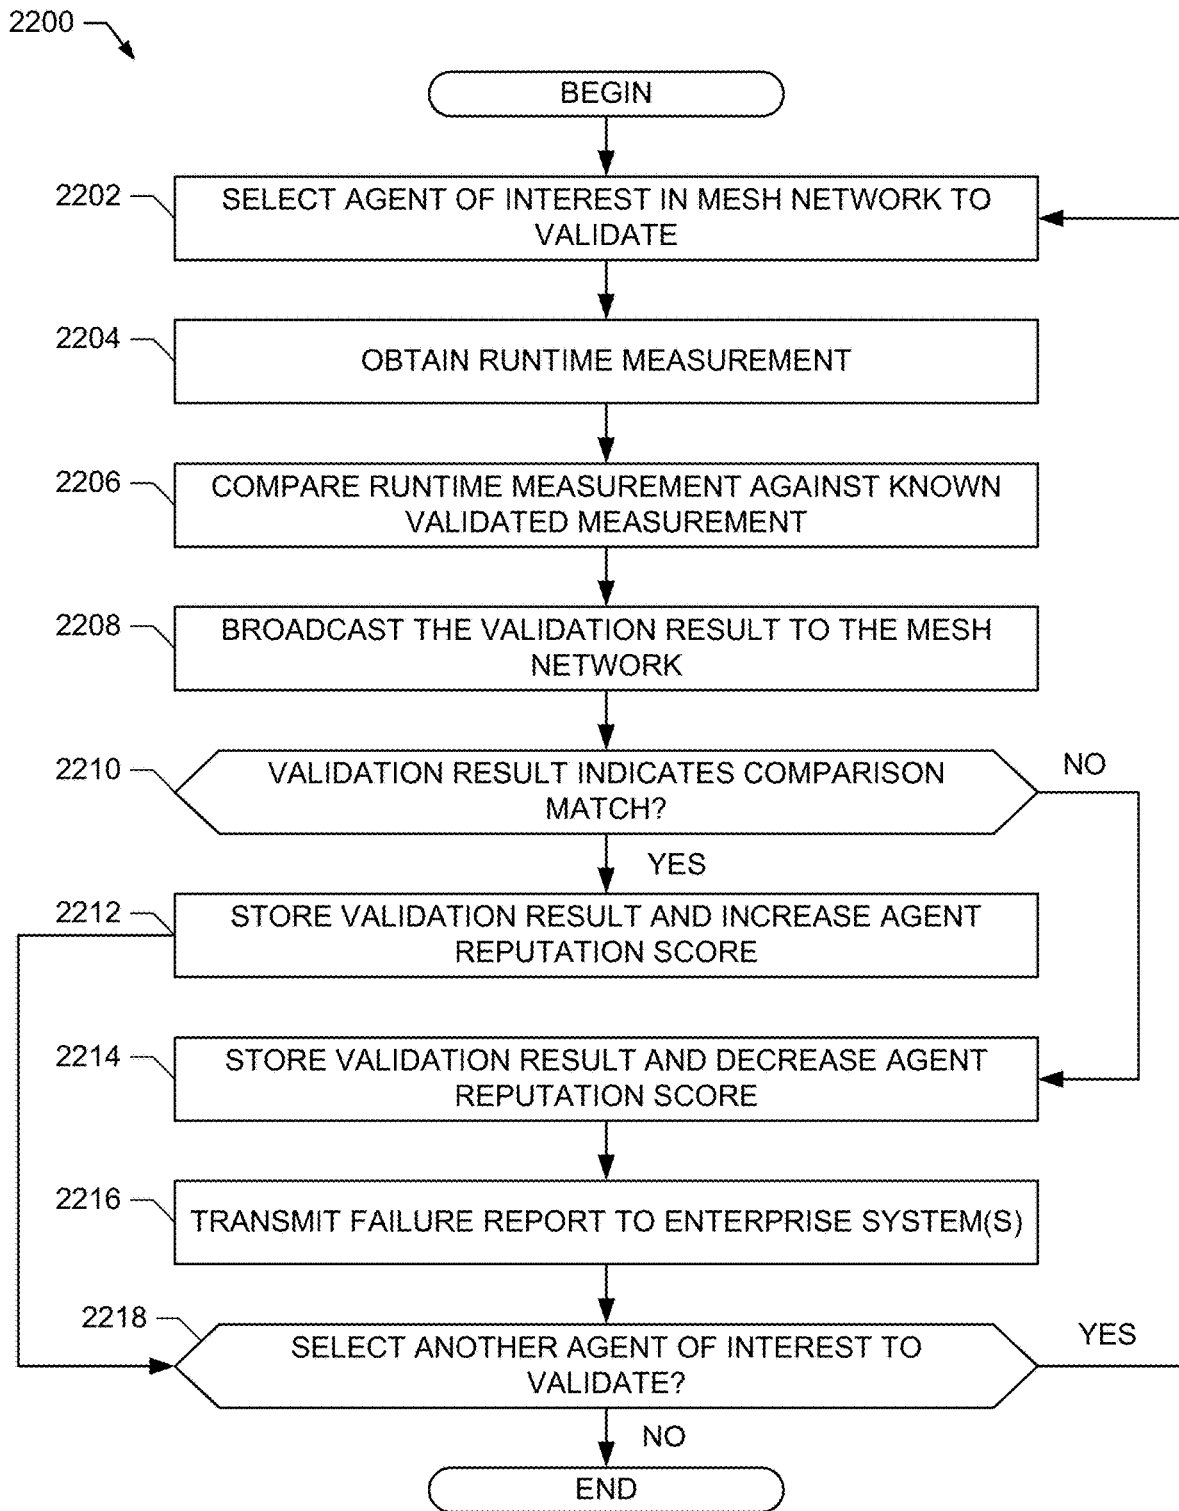 2200
BEGIN
2202
SELECT AGENT OF INTEREST IN MESH NETWORK TO
VALIDATE
2204
OBTAIN RUNTIME MEASUREMENT
2206
COMPARE RUNTIME MEASUREMENT AGAINST KNOWN
VALIDATED MEASUREMENT
2208
BROADCAST THE VALIDATION RESULT TO THE MESH
NETWORK
2210
VALIDATION RESULT INDICATES COMPARISON
MATCH?
NO
YES
2212
STORE VALIDATION RESULT AND INCREASE AGENT
REPUTATION SCORE
2214
STORE VALIDATION RESULT AND DECREASE AGENT
REPUTATION SCORE
2216
TRANSMIT FAILURE REPORT TO ENTERPRISE SYSTEM(S)
2218
SELECT ANOTHER AGENT OF INTEREST TO
VALIDATE?
YES
NO
END